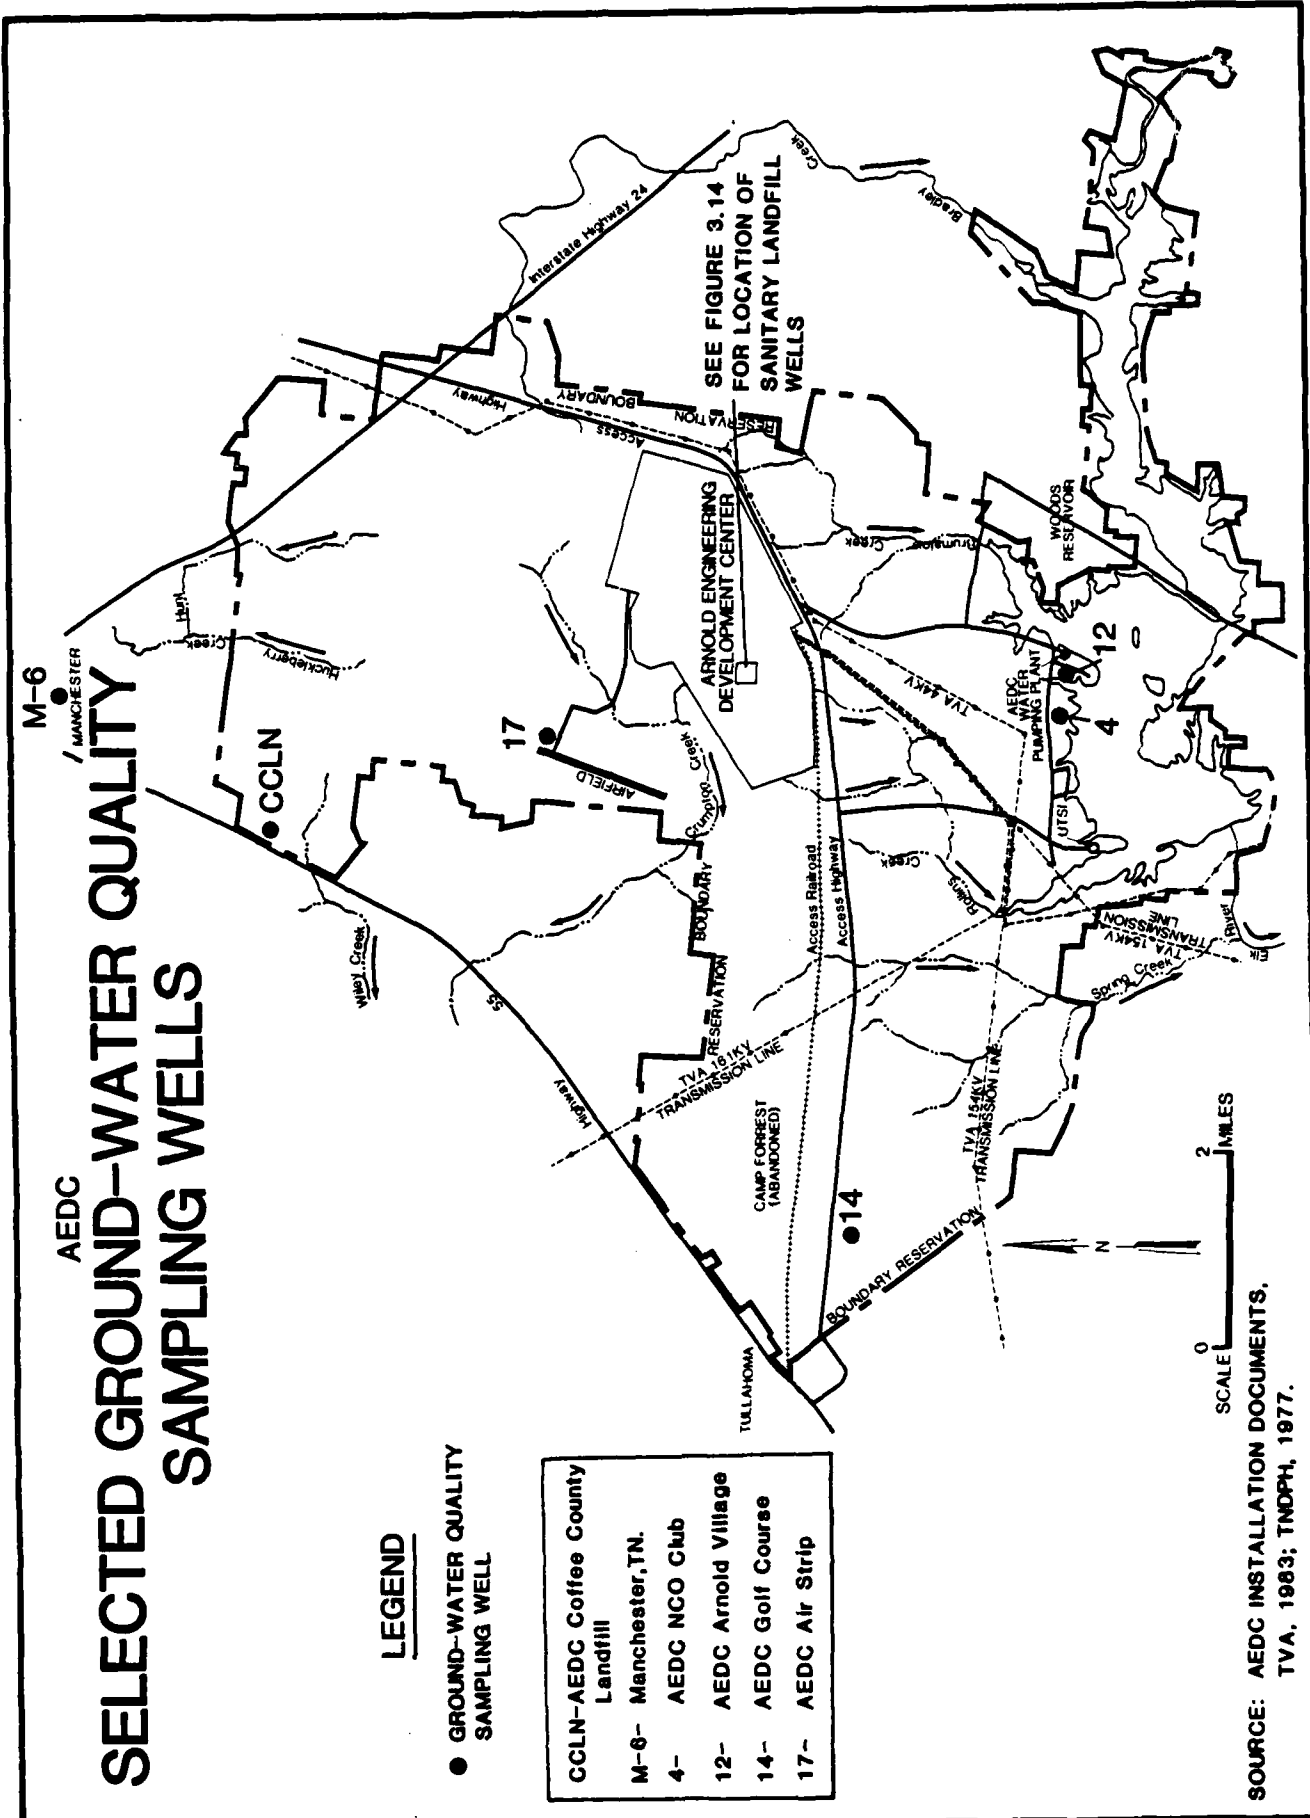 AEDC
SELECTED GROUND-WATER QUALITY
SAMPLING WELLS
LEGEND
GROUND-WATER QUALITY
SAMPLING WELL
CCLN-AEDC Coffee County
Landfill
M-6- Manchester,TN.
4- AEDC NCO Club
12- AEDC Arnold Village
14- AEDC Golf Course
17- AEDC Air Strip
M-6
MANCHESTER
CCLN
17
AIRFIELD
Hunt
Creek
Huckleberry
Wiley Creek
Highway
55
Crumpton Creek
Interstate Highway 24
Access Highway
RESERVATION BOUNDARY
RESERVATION BOUNDARY
SEE FIGURE 3.14
FOR LOCATION OF
SANITARY LANDFILL
WELLS
ARNOLD ENGINEERING
DEVELOPMENT CENTER
Bradley Creek
Brumalow Creek
WOODS
RESERVOIR
TVA 44KV
AEDC
WATER
PUMPING PLANT
12
4
UTSI
Access Railroad
Access Highway
Rollins Creek
TVA 161KV
TRANSMISSION LINE
CAMP FORREST
(ABANDONED)
14
TULLAHOMA
BOUNDARY RESERVATION
TVA 154KV
TRANSMISSION LINE
TVA 154KV
TRANSMISSION
LINE
Spring Creek
Elk River
N
SCALE 0 2 MILES
SOURCE: AEDC INSTALLATION DOCUMENTS,
TVA, 1983; TNDPH, 1977.